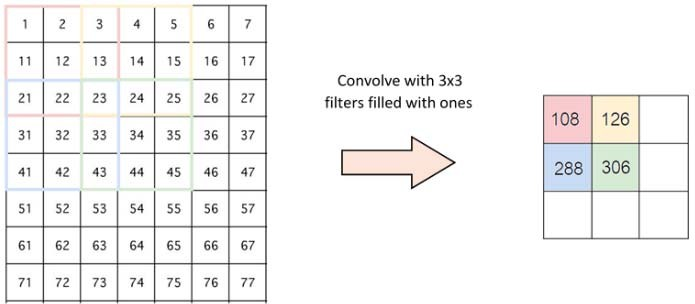 1 2 3 4 5 6 7
11 12 13 14 15 16 17
21 22 23 24 25 26 27
31 32 33 34 35 36 37
41 42 43 44 45 46 47
51 52 53 54 55 56 57
61 62 63 64 65 66 67
71 72 73 74 75 76 77
Convolve with 3x3
filters filled with ones
108 126
288 306